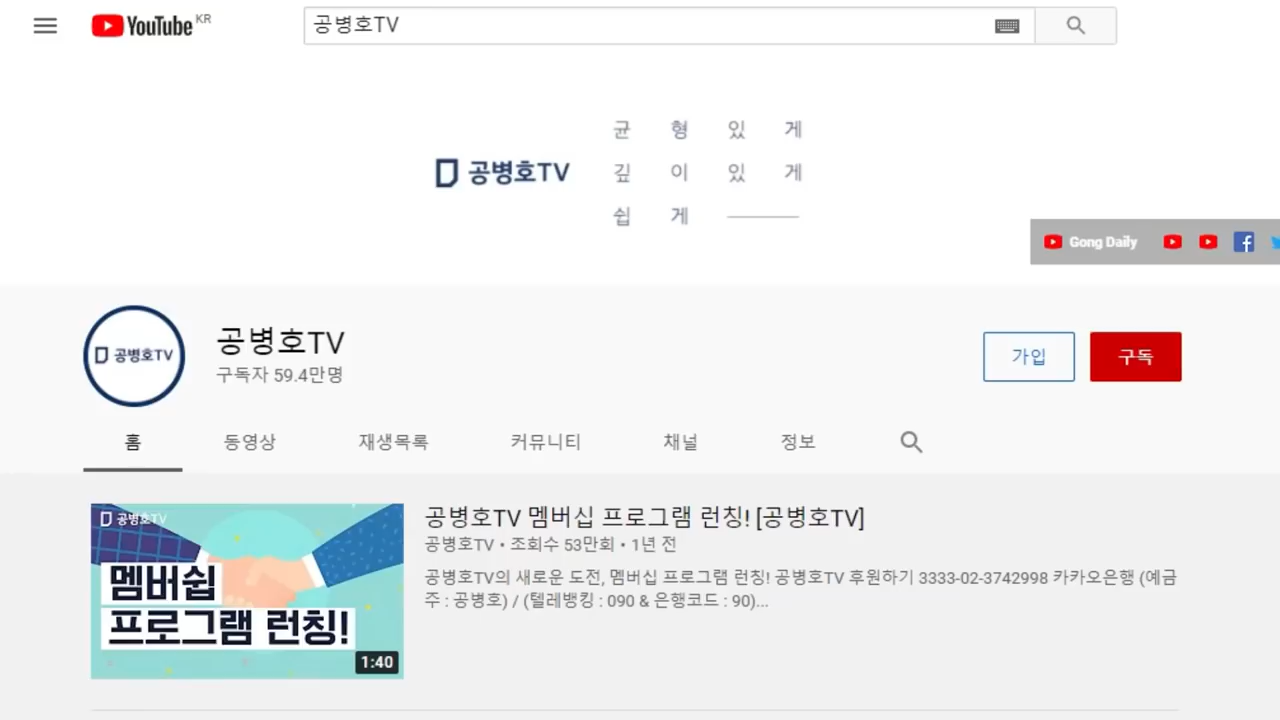 YouTube KR
공병호TV
균형있게
공병호TV
깊이있게
쉽게
Gong Daily
공병호TV
공병호TV
구독자 59.4만명
가입
구독
홈
동영상
재생목록
커뮤니티
채널
정보
공병호TV
멤버쉽
프로그램 런칭!
1:40
공병호TV 멤버십 프로그램 런칭! [공병호TV]
공병호TV • 조회수 53만회 • 1년 전
공병호TV의 새로운 도전, 멤버십 프로그램 런칭! 공병호TV 후원하기 3333-02-3742998 카카오은행 (예금
주 : 공병호) / (텔레뱅킹 : 090 & 은행코드 : 90)...